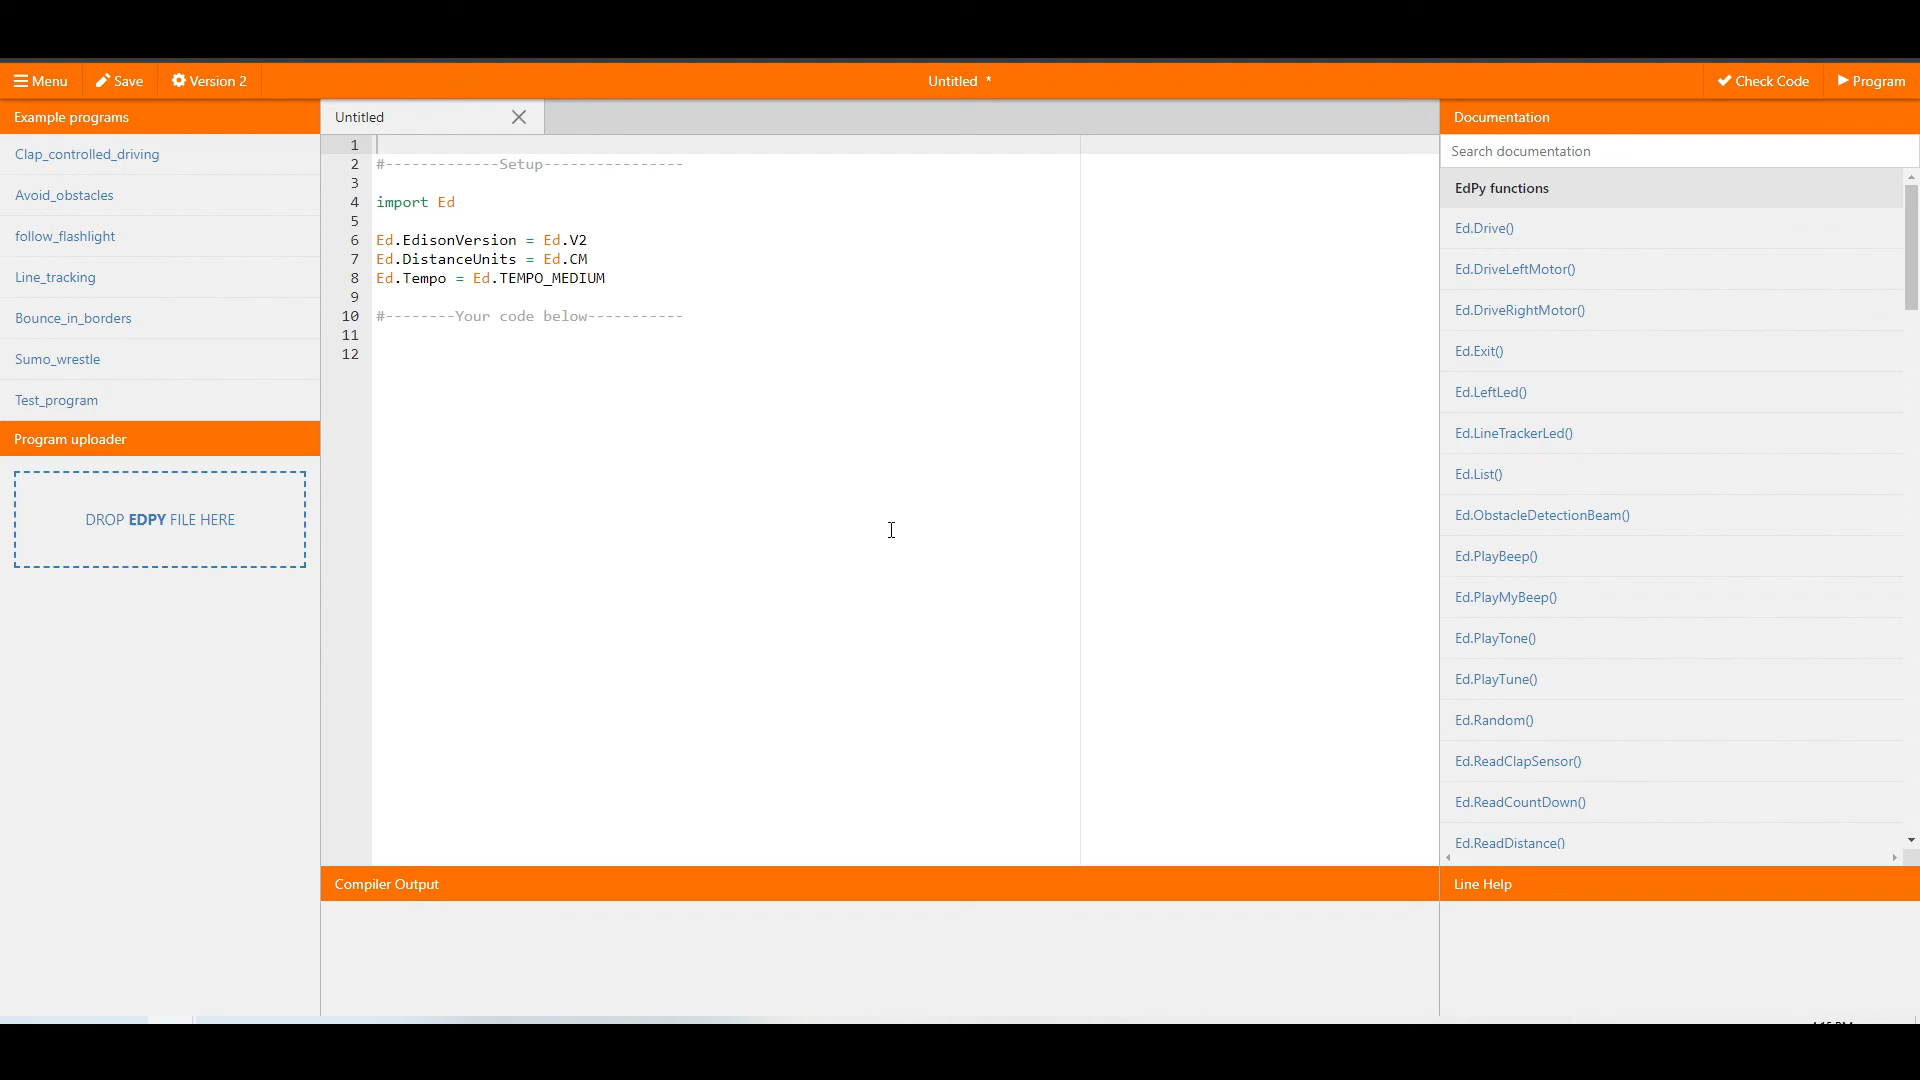 Menu
Save
Version 2
Untitled *
Check Code
Program
Example programs
Clap_controlled_driving
Avoid_obstacles
follow_flashlight
Line_tracking
Bounce_in_borders
Sumo_wrestle
Test_program
Program uploader
DROP EDPY FILE HERE
Untitled
1
2 #-------------Setup----------------
3
4 import Ed
5
6 Ed.EdisonVersion = Ed.V2
7 Ed.DistanceUnits = Ed.CM
8 Ed.Tempo = Ed.TEMPO_MEDIUM
9
10 #--------Your code below-----------
11
12
Compiler Output
Documentation
Search documentation
EdPy functions
Ed.Drive()
Ed.DriveLeftMotor()
Ed.DriveRightMotor()
Ed.Exit()
Ed.LeftLed()
Ed.LineTrackerLed()
Ed.List()
Ed.ObstacleDetectionBeam()
Ed.PlayBeep()
Ed.PlayMyBeep()
Ed.PlayTone()
Ed.PlayTune()
Ed.Random()
Ed.ReadClapSensor()
Ed.ReadCountDown()
Ed.ReadDistance()
Line Help